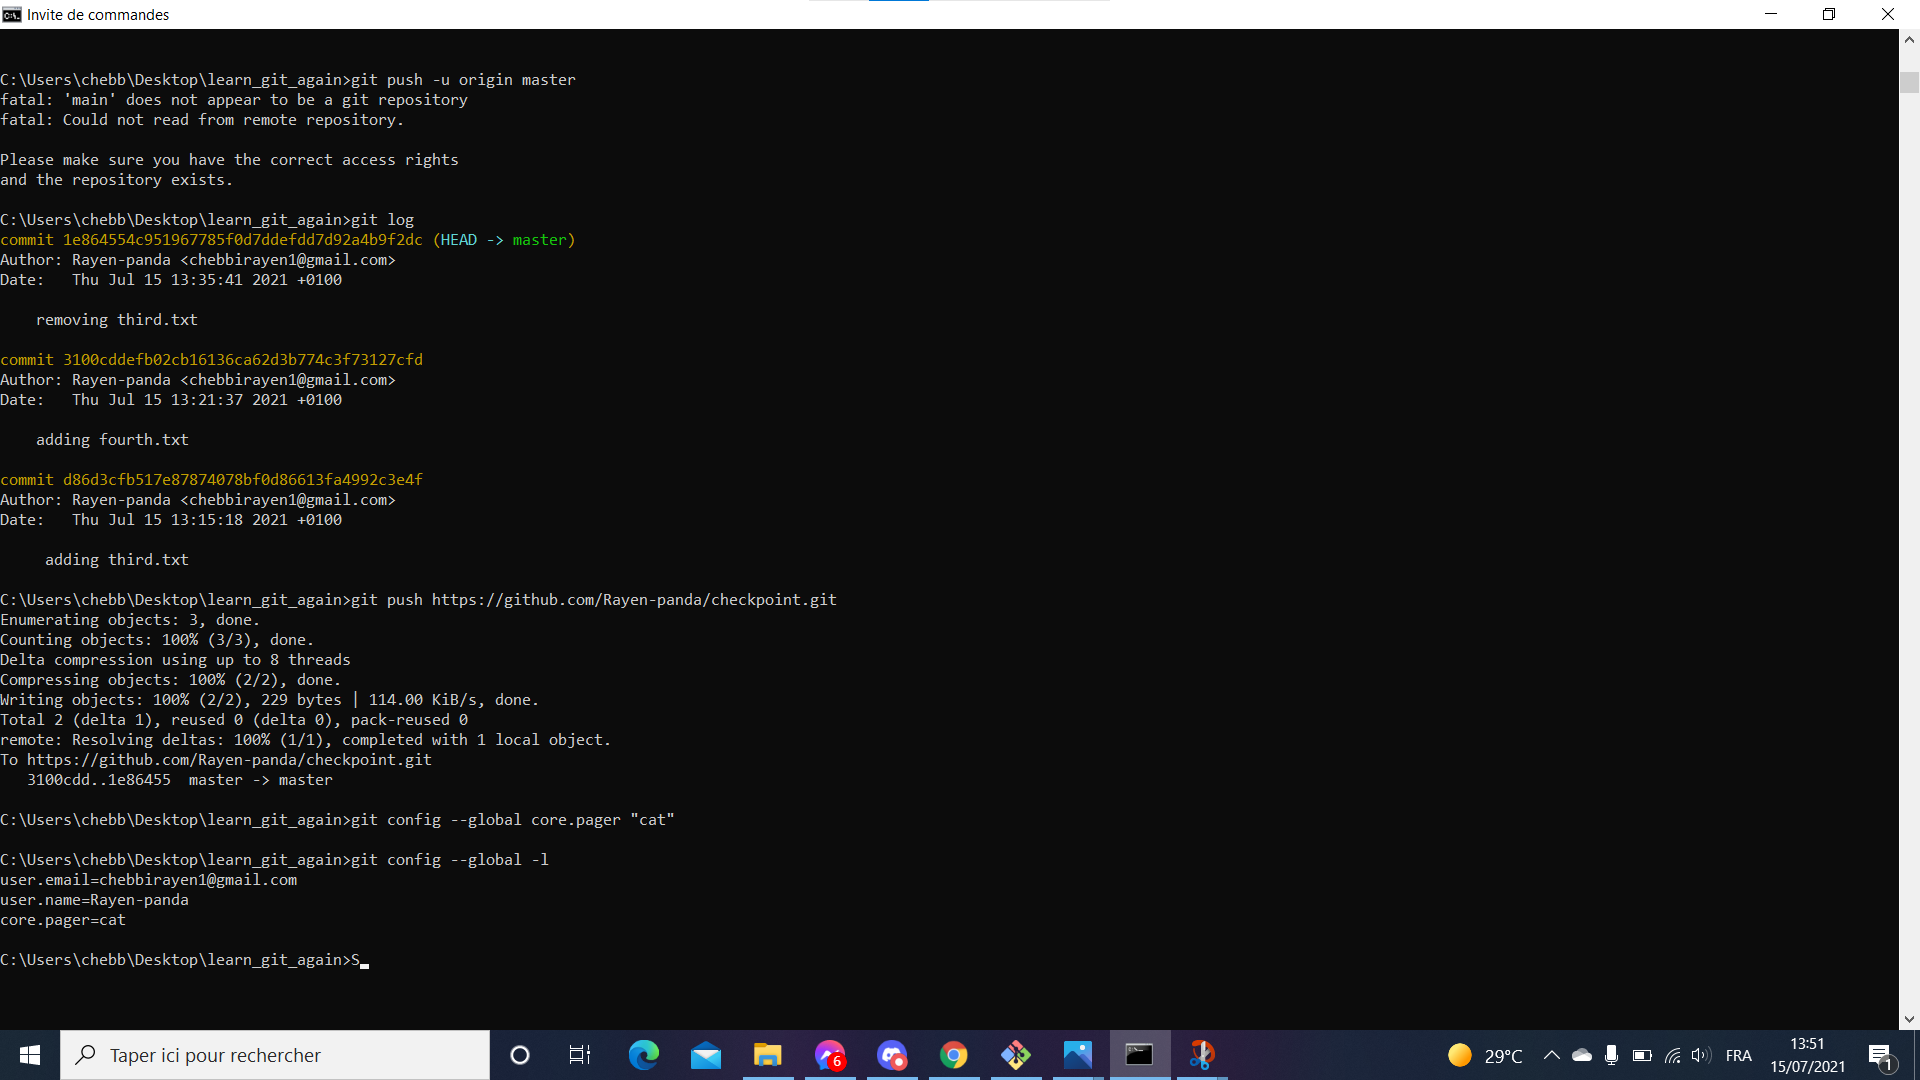 Invite de commandes
C:\Users\chebb\Desktop\learn_git_again>git push -u origin master
fatal: 'main' does not appear to be a git repository
fatal: Could not read from remote repository.
Please make sure you have the correct access rights
and the repository exists.
C:\Users\chebb\Desktop\learn_git_again>git log
commit 1e864554c951967785f0d7ddefdd7d92a4b9f2dc (HEAD -> master)
Author: Rayen-panda <chebbirayen1@gmail.com>
Date:   Thu Jul 15 13:35:41 2021 +0100
    removing third.txt
commit 3100cddefb02cb16136ca62d3b774c3f73127cfd
Author: Rayen-panda <chebbirayen1@gmail.com>
Date:   Thu Jul 15 13:21:37 2021 +0100
    adding fourth.txt
commit d86d3cfb517e87874078bf0d86613fa4992c3e4f
Author: Rayen-panda <chebbirayen1@gmail.com>
Date:   Thu Jul 15 13:15:18 2021 +0100
     adding third.txt
C:\Users\chebb\Desktop\learn_git_again>git push https://github.com/Rayen-panda/checkpoint.git
Enumerating objects: 3, done.
Counting objects: 100% (3/3), done.
Delta compression using up to 8 threads
Compressing objects: 100% (2/2), done.
Writing objects: 100% (2/2), 229 bytes | 114.00 KiB/s, done.
Total 2 (delta 1), reused 0 (delta 0), pack-reused 0
remote: Resolving deltas: 100% (1/1), completed with 1 local object.
To https://github.com/Rayen-panda/checkpoint.git
   3100cdd..1e86455  master -> master
C:\Users\chebb\Desktop\learn_git_again>git config --global core.pager "cat"
C:\Users\chebb\Desktop\learn_git_again>git config --global -l
user.email=chebbirayen1@gmail.com
user.name=Rayen-panda
core.pager=cat
C:\Users\chebb\Desktop\learn_git_again>S
Taper ici pour rechercher
6
29°C
FRA
13:51
15/07/2021
1